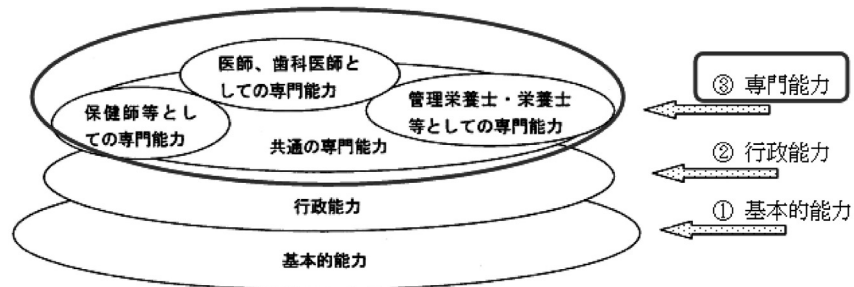 医師、歯科医師と
しての専門能力
保健師等とし
ての専門能力
管理栄養士・栄養士
等としての専門能力
共通の専門能力
行政能力
基本的能力
③ 専門能力
② 行政能力
① 基本的能力